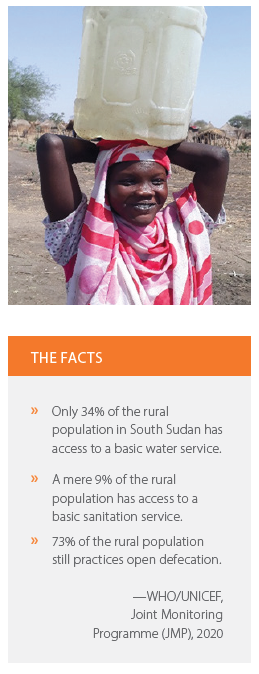 THE FACTS
» Only 34% of the rural
population in South Sudan has
access to a basic water service.
» A mere 9% of the rural
population has access to a
basic sanitation service.
» 73% of the rural population
still practices open defecation.
—WHO/UNICEF,
Joint Monitoring
Programme (JMP), 2020